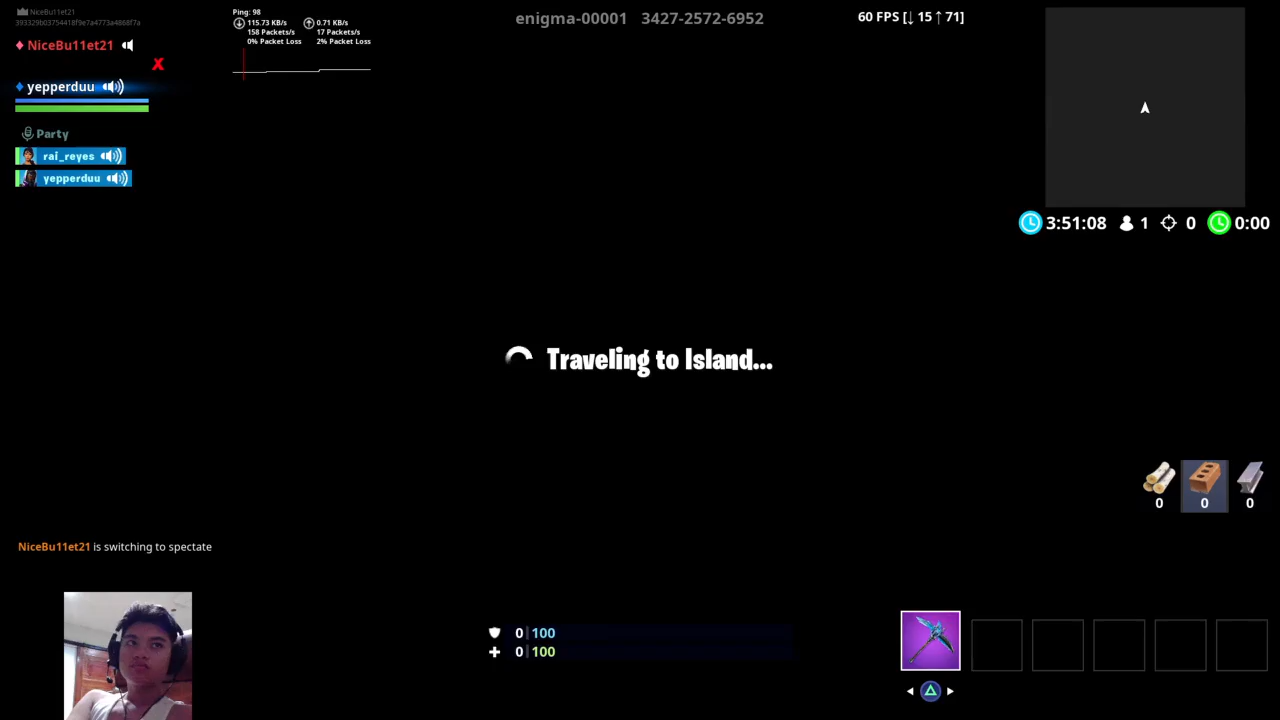 NiceBu11et21
393329b03754418f9e7a4773a4868f7a
NiceBu11et21
X
yepperduu
Party
rai_reyes
yepperduu
Ping: 98
115.73 KB/s 0.71 KB/s
158 Packets/s 17 Packets/s
0% Packet Loss 2% Packet Loss
enigma-00001 3427-2572-6952
60 FPS [↓ 15 ↑ 71]
3:51:08 1 0 0:00
Traveling to Island...
0 0 0
NiceBu11et21 is switching to spectate
0 | 100
0 | 100